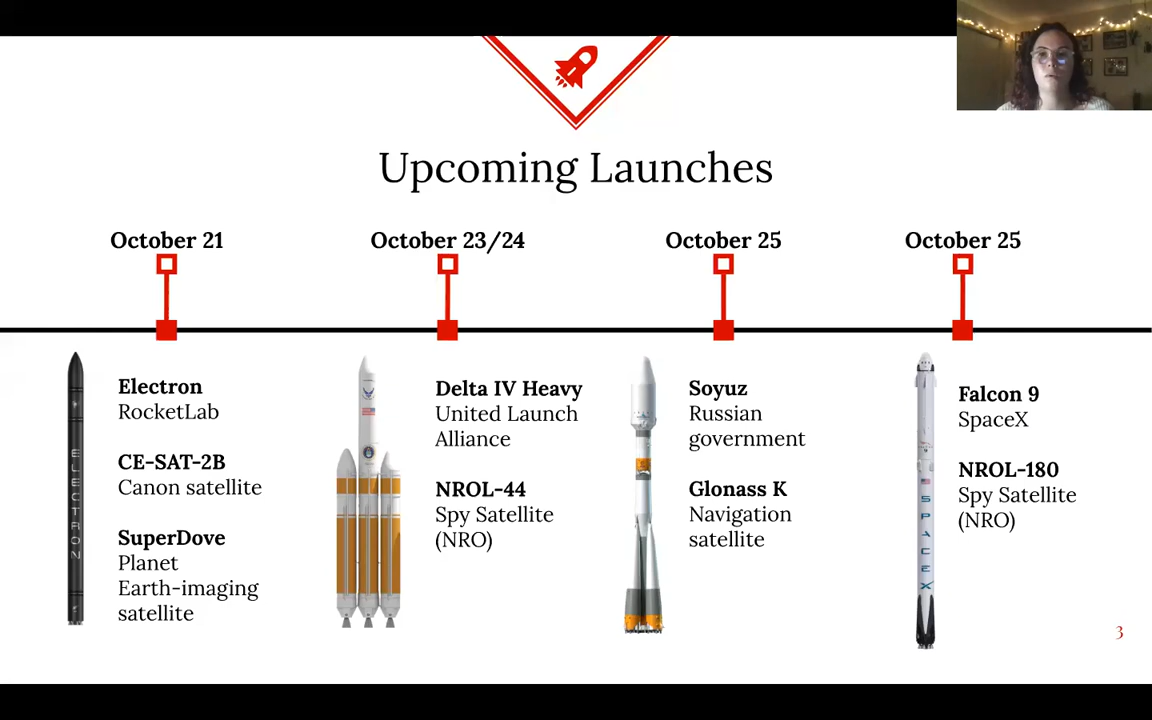 Upcoming Launches
October 21
October 23/24
October 25
October 25
Electron
RocketLab
CE-SAT-2B
Canon satellite
SuperDove
Planet
Earth-imaging
satellite
Delta IV Heavy
United Launch
Alliance
NROL-44
Spy Satellite
(NRO)
Soyuz
Russian
government
Glonass K
Navigation
satellite
Falcon 9
SpaceX
NROL-180
Spy Satellite
(NRO)
ELECTRON
SPACEX
3